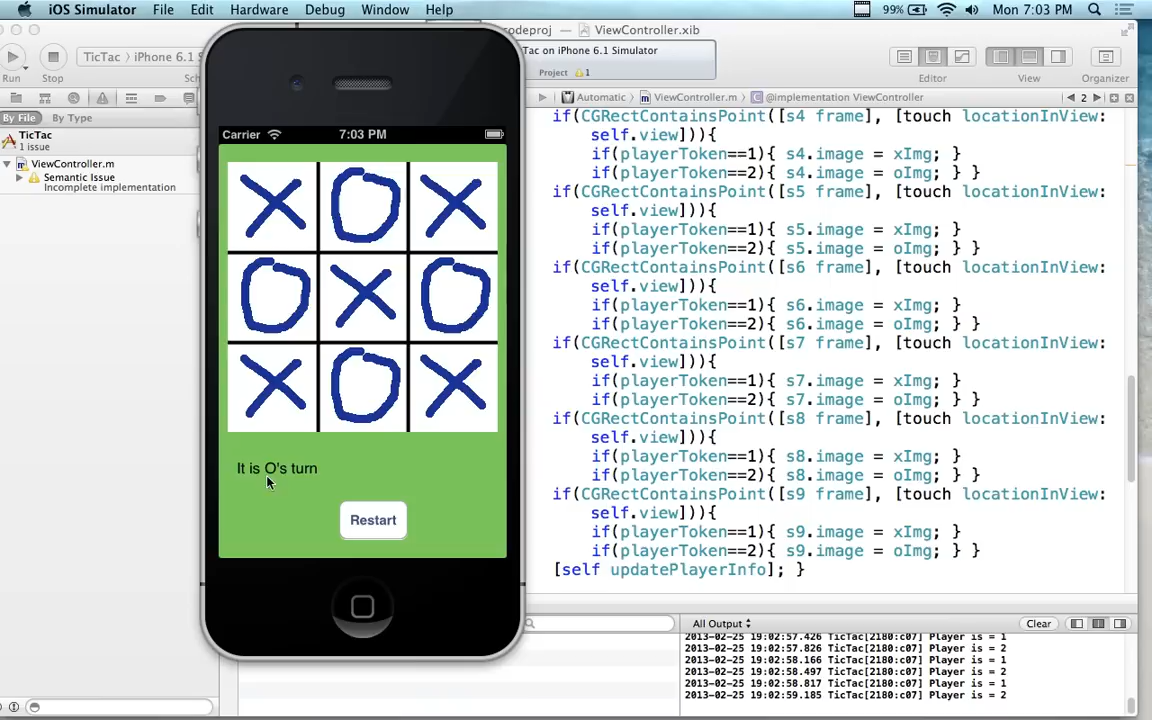 iOS Simulator File Edit Hardware Debug Window Help 99% Mon 7:03 PM
codeproj ViewController.xib
Run Stop TicTac iPhone 6.1 S Tac on iPhone 6.1 Simulator
Project 1 Editor View Organizer
Automatic ViewController.m @implementation ViewController 2
By File By Type
TicTac
1 issue
ViewController.m
Semantic Issue
Incomplete implementation
Carrier 7:03 PM
X O X
O X O
X O X
It is O's turn
Restart
if(CGRectContainsPoint([s4 frame], [touch locationInView:
self.view])){
if(playerToken==1){ s4.image = xImg; }
if(playerToken==2){ s4.image = oImg; } }
if(CGRectContainsPoint([s5 frame], [touch locationInView:
self.view])){
if(playerToken==1){ s5.image = xImg; }
if(playerToken==2){ s5.image = oImg; } }
if(CGRectContainsPoint([s6 frame], [touch locationInView:
self.view])){
if(playerToken==1){ s6.image = xImg; }
if(playerToken==2){ s6.image = oImg; } }
if(CGRectContainsPoint([s7 frame], [touch locationInView:
self.view])){
if(playerToken==1){ s7.image = xImg; }
if(playerToken==2){ s7.image = oImg; } }
if(CGRectContainsPoint([s8 frame], [touch locationInView:
self.view])){
if(playerToken==1){ s8.image = xImg; }
if(playerToken==2){ s8.image = oImg; } }
if(CGRectContainsPoint([s9 frame], [touch locationInView:
self.view])){
if(playerToken==1){ s9.image = xImg; }
if(playerToken==2){ s9.image = oImg; } }
[self updatePlayerInfo]; }
All Output Clear
2013-02-25 19:02:57.426 TicTac[2180:c07] Player is = 1
2013-02-25 19:02:57.826 TicTac[2180:c07] Player is = 2
2013-02-25 19:02:58.166 TicTac[2180:c07] Player is = 1
2013-02-25 19:02:58.497 TicTac[2180:c07] Player is = 2
2013-02-25 19:02:58.817 TicTac[2180:c07] Player is = 1
2013-02-25 19:02:59.185 TicTac[2180:c07] Player is = 2